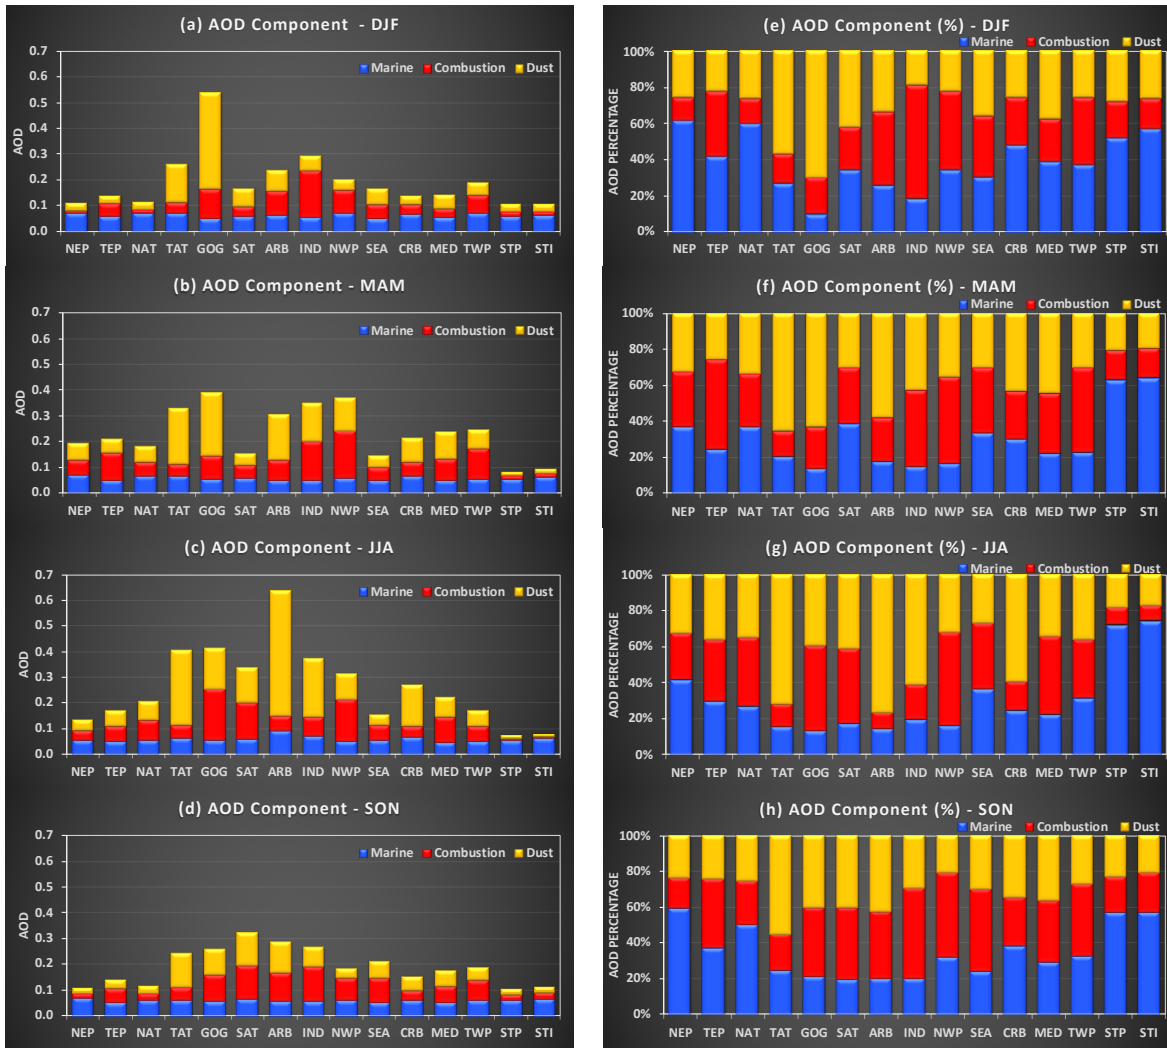 (a) AOD Component - DJF
Marine Combustion Dust
AOD
0.7
0.6
0.5
0.4
0.3
0.2
0.1
0.0
NEP TEP NAT TAT GOG SAT ARB IND NWP SEA CRB MED TWP STP STI
(e) AOD Component (%) - DJF
Marine Combustion Dust
AOD PERCENTAGE
100%
80%
60%
40%
20%
0%
NEP TEP NAT TAT GOG SAT ARB IND NWP SEA CRB MED TWP STP STI
(b) AOD Component - MAM
Marine Combustion Dust
AOD
0.7
0.6
0.5
0.4
0.3
0.2
0.1
0.0
NEP TEP NAT TAT GOG SAT ARB IND NWP SEA CRB MED TWP STP STI
(f) AOD Component (%) - MAM
Marine Combustion Dust
AOD PERCENTAGE
100%
80%
60%
40%
20%
0%
NEP TEP NAT TAT GOG SAT ARB IND NWP SEA CRB MED TWP STP STI
(c) AOD Component - JJA
Marine Combustion Dust
AOD
0.7
0.6
0.5
0.4
0.3
0.2
0.1
0.0
NEP TEP NAT TAT GOG SAT ARB IND NWP SEA CRB MED TWP STP STI
(g) AOD Component (%) - JJA
Marine Combustion Dust
AOD PERCENTAGE
100%
80%
60%
40%
20%
0%
NEP TEP NAT TAT GOG SAT ARB IND NWP SEA CRB MED TWP STP STI
(d) AOD Component - SON
Marine Combustion Dust
AOD
0.7
0.6
0.5
0.4
0.3
0.2
0.1
0.0
NEP TEP NAT TAT GOG SAT ARB IND NWP SEA CRB MED TWP STP STI
(h) AOD Component (%) - SON
Marine Combustion Dust
AOD PERCENTAGE
100%
80%
60%
40%
20%
0%
NEP TEP NAT TAT GOG SAT ARB IND NWP SEA CRB MED TWP STP STI